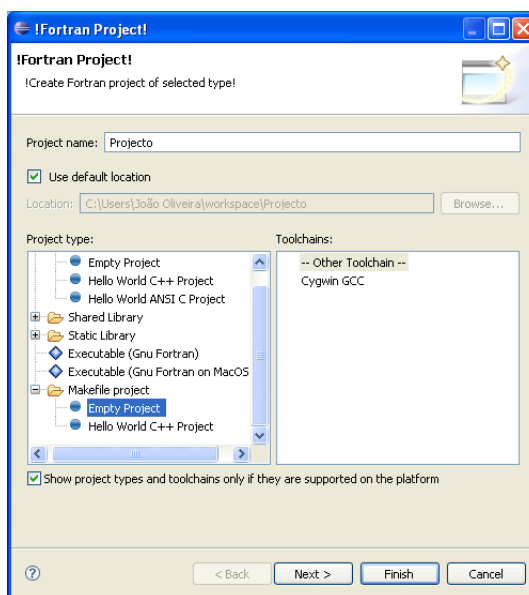 !Fortran Project!
!Fortran Project!
!Create Fortran project of selected type!
Project name: Projecto
Use default location
Location: C:\Users\João Oliveira\workspace\Projecto Browse...
Project type: Toolchains:
Empty Project -- Other Toolchain --
Hello World C++ Project Cygwin GCC
Hello World ANSI C Project
Shared Library
Static Library
Executable (Gnu Fortran)
Executable (Gnu Fortran on MacOS
Makefile project
Empty Project
Hello World C++ Project
Show project types and toolchains only if they are supported on the platform
< Back Next > Finish Cancel